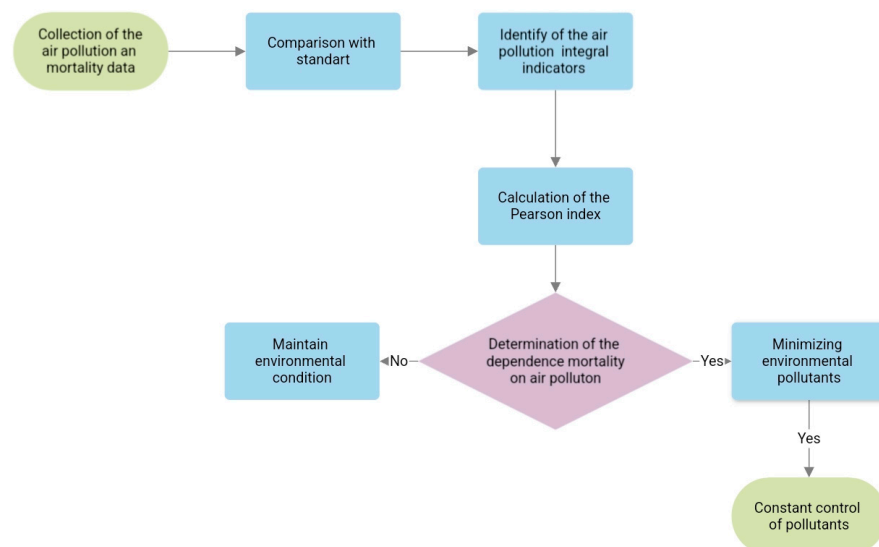 Collection of the
air pollution an
mortality data
Comparison with
standart
Identify of the air
pollution integral
indicators
Calculation of the
Pearson index
Determination of the
dependence mortality
on air polluton
No
Maintain
environmental
condition
Yes
Minimizing
environmental
pollutants
Yes
Constant control
of pollutants